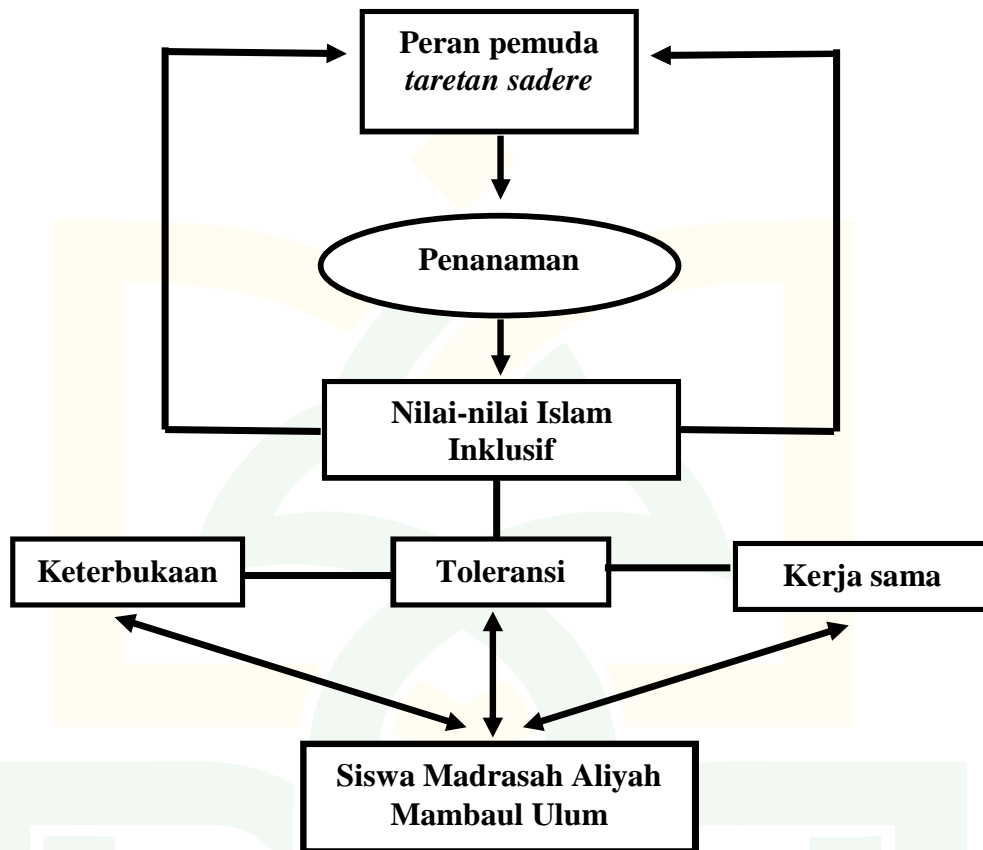 Peran pemuda
taretan sadere
Penanaman
Nilai-nilai Islam
Inklusif
Keterbukaan
Toleransi
Kerja sama
Siswa Madrasah Aliyah
Mambaul Ulum